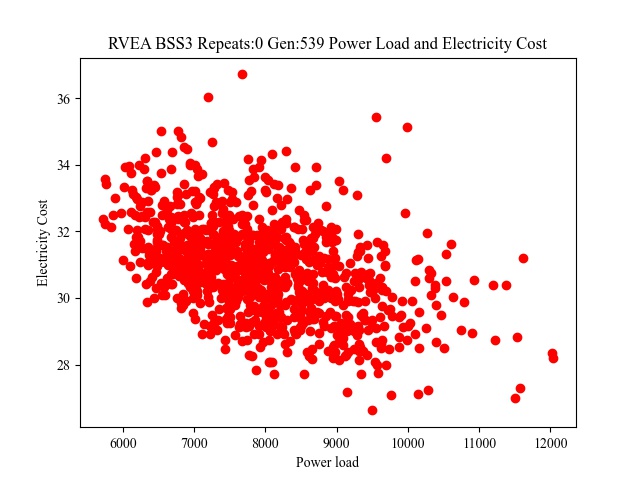 RVEA BSS3 Repeats:0 Gen:539 Power Load and Electricity Cost
Electricity Cost
36
34
32
30
28
6000 7000 8000 9000 10000 11000 12000
Power load